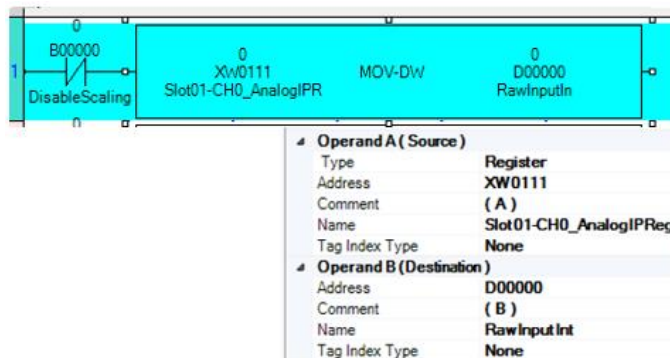 0
B00000
1
DisableScaling
0
0 0
XW0111 MOV-DW D00000
Slot01-CH0_AnalogIPR RawInputIn
Operand A ( Source )
Type Register
Address XW0111
Comment ( A )
Name Slot01-CH0_AnalogIPReg
Tag Index Type None
Operand B (Destination )
Address D00000
Comment ( B )
Name RawInputInt
Tag Index Type None